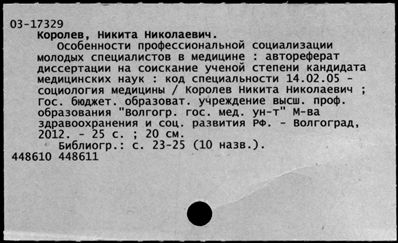 03-17329
Королев, Никита Николаевич.
Особенности профессиональной социализации
молодых специалистов в медицине : автореферат
диссертации на соискание ученой степени кандидата
медицинских наук : код специальности 14.02.05 -
социология медицины / Королев Никита Николаевич ;
Гос. бюджет. образоват. учреждение высш. проф.
образования "Волгогр. гос. мед. ун-т" М-ва
здравоохранения и соц. развития РФ. - Волгоград,
2012. - 25 с. ; 20 см.
Библиогр.: с. 23-25 (10 назв.).
448610 448611